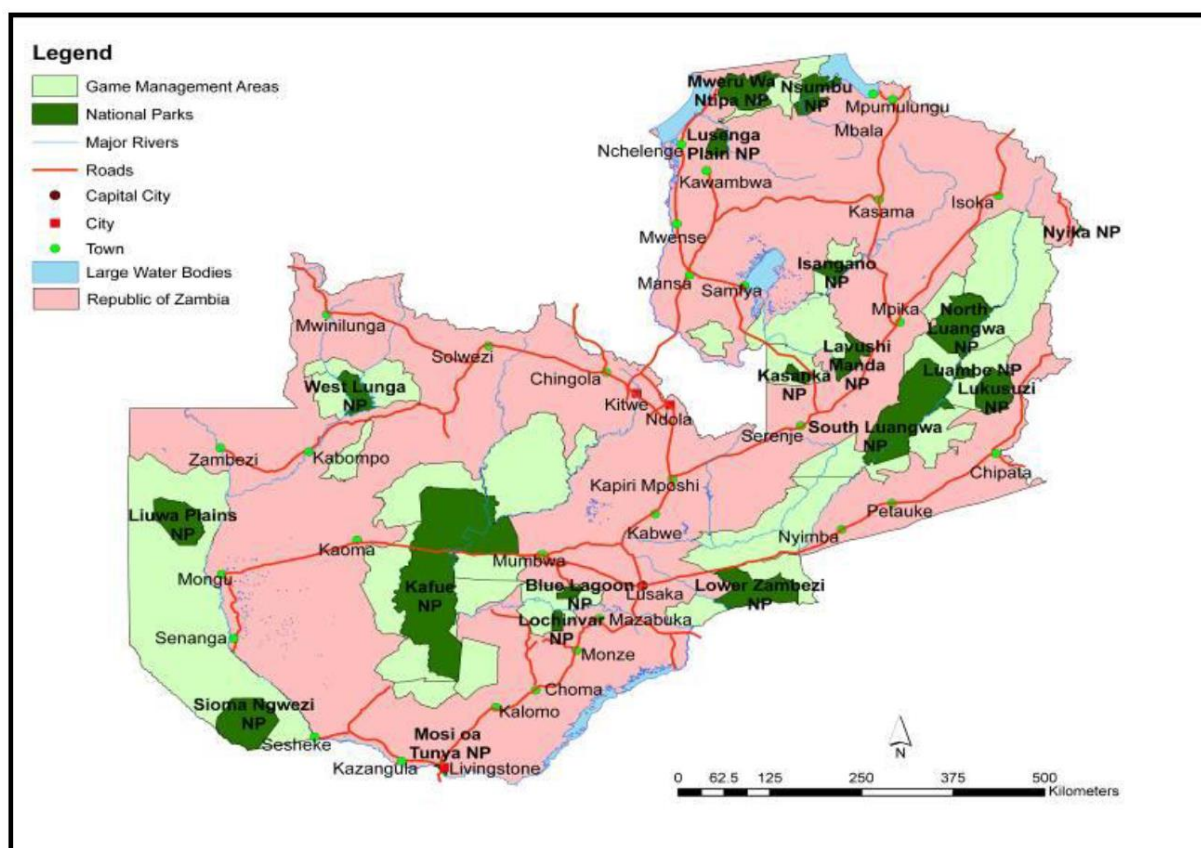 Legend
Game Management Areas
National Parks
Major Rivers
Roads
Capital City
City
Town
Large Water Bodies
Republic of Zambia
Mweru Wa
Ntipa NP
Nsumbu
NP
Mpumulungu
Mbala
Lusenga
Plain NP
Nchelenge
Kawambwa
Kasama
Isoka
Mwense
Nyika NP
Isangano
NP
Mansa
Samfya
Mpika
North
Luangwa
NP
Mwinilunga
Solwezi
Lavushi
Manda
NP
Chingola
Kasanka
NP
Luambe NP
Lukusuzi
NP
West Lunga
NP
Kitwe
Ndola
Serenje
South Luangwa
NP
Zambezi
Kabompo
Chipata
Kapiri Mposhi
Liuwa Plains
NP
Petauke
Kabwe
Nyimba
Kaoma
Mumbwa
Mongu
Kafue
NP
Blue Lagoon
NP
Lusaka
Lower Zambezi
NP
Lochinvar
NP
Mazabuka
Senanga
Monze
Choma
Sioma Ngwezi
NP
Kalomo
Sesheke
Mosi oa
Tunya NP
Kazangula
Livingstone
N
0 62.5 125 250 375 500
Kilometers